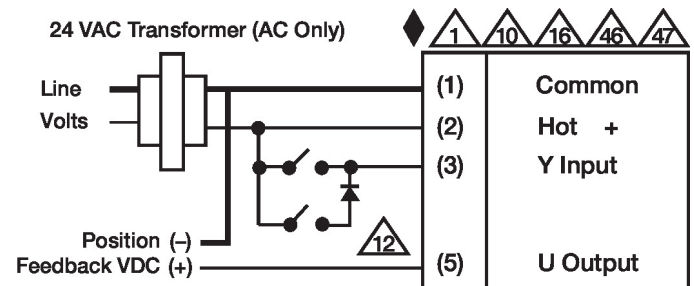 24 VAC Transformer (AC Only)
1 10 16 46 47
Line
Volts
(1) Common
(2) Hot +
(3) Y Input
12
Position (–)
Feedback VDC (+)
(5) U Output